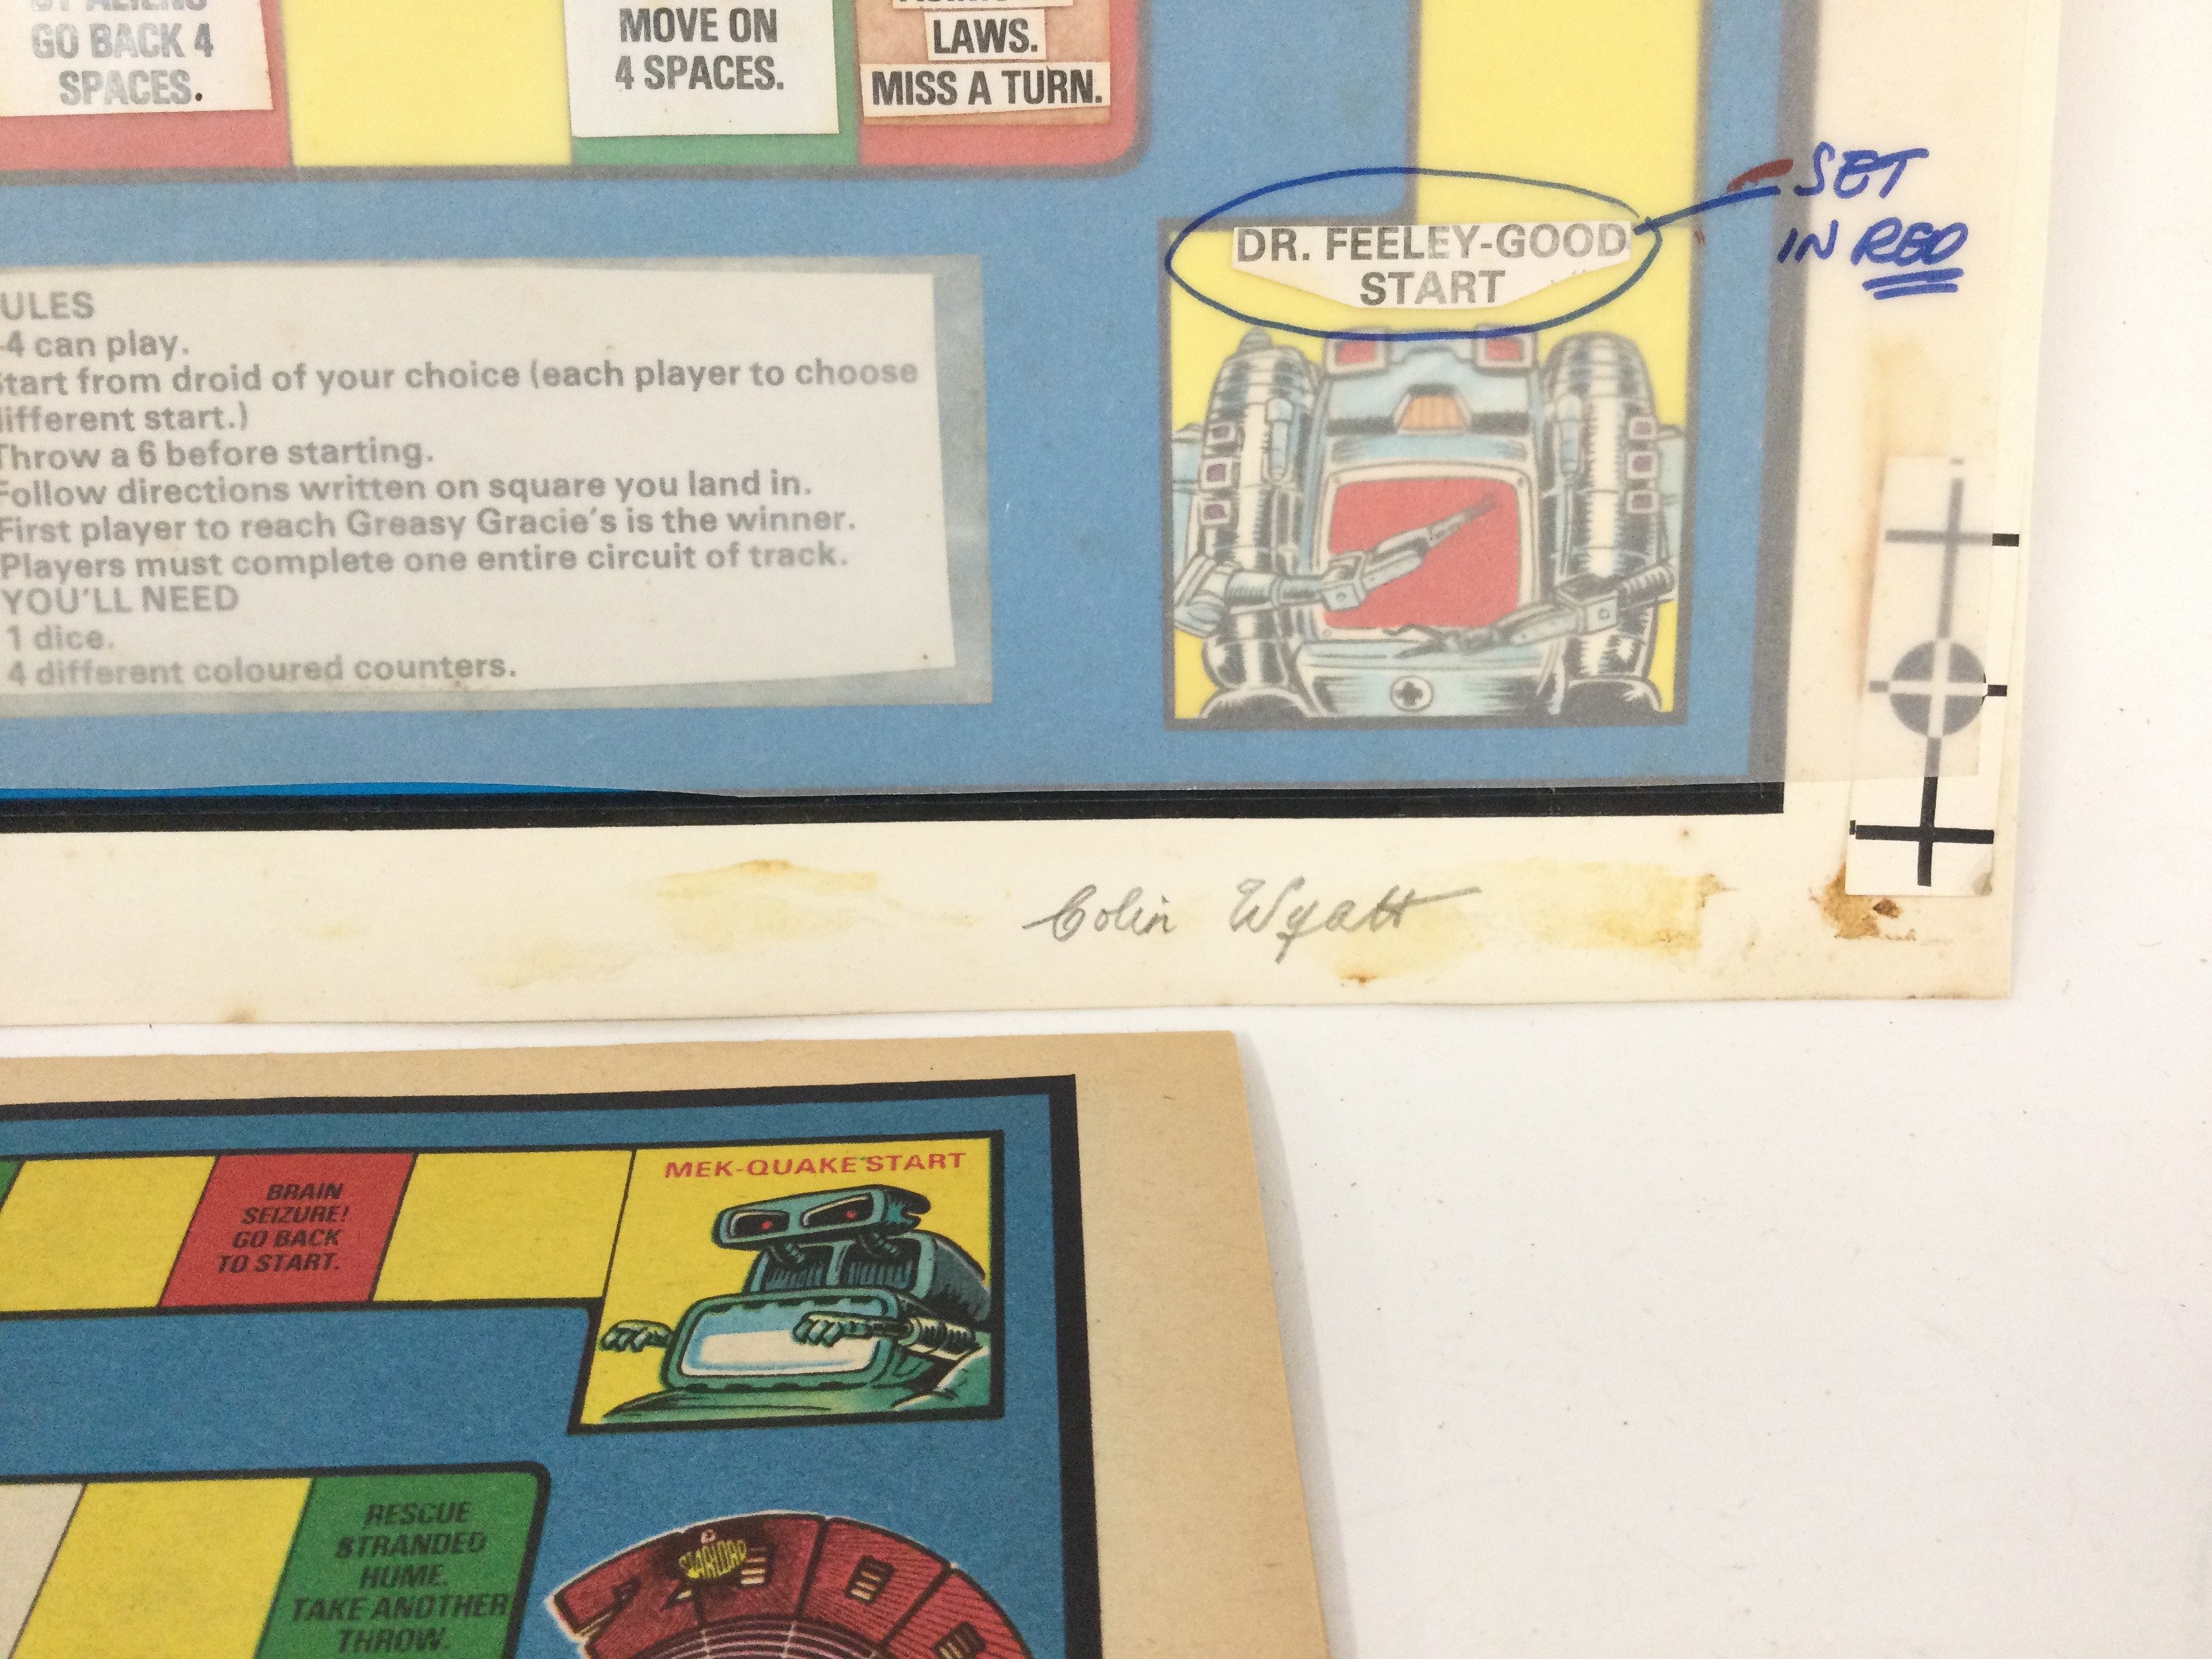 GO BACK 4
SPACES.
MOVE ON
4 SPACES.
LAWS.
MISS A TURN.
SET
IN RED
DR. FEELEY-GOOD
START
ULES
-4 can play.
tart from droid of your choice (each player to choose
ifferent start.)
Throw a 6 before starting.
Follow directions written on square you land in.
First player to reach Greasy Gracie's is the winner.
Players must complete one entire circuit of track.
YOU'LL NEED
1 dice.
4 different coloured counters.
Colin Wyatt
MEK-QUAKE START
BRAIN
SEIZURE!
GO BACK
TO START.
RESCUE
STRANDED
HUME.
TAKE ANOTHER
THROW.
STARLORD